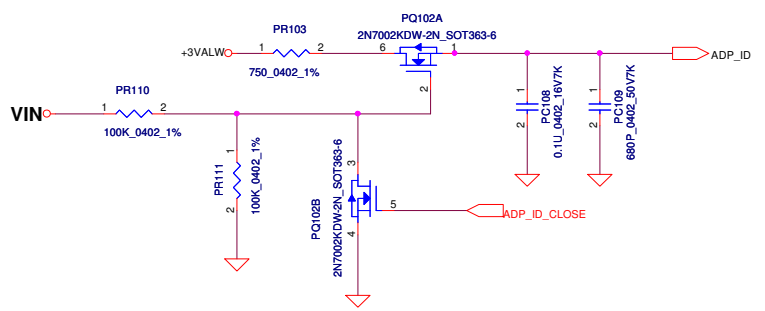 PQ102A
2N7002KDW-2N_SOT363-6
PR103
+3VALW
1
2
6
1
750_0402_1%
2
ADP_ID
1
2
PC108
0.1U_0402_16V7K
1
2
PC109
680P_0402_50V7K
PR110
VIN
1
2
100K_0402_1%
1
2
PR111
100K_0402_1%
3
4
5
PQ102B
2N7002KDW-2N_SOT363-6
ADP_ID_CLOSE